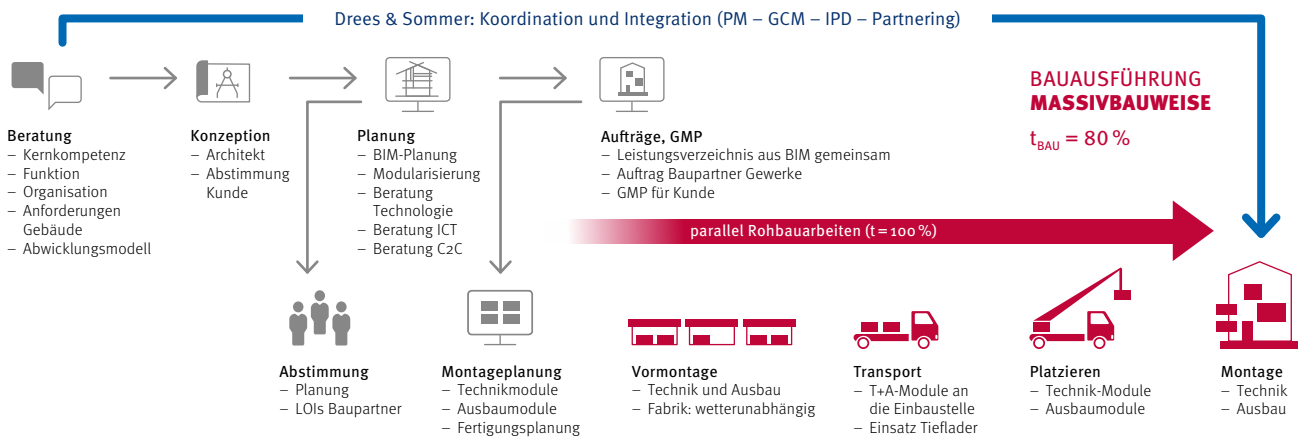 Drees & Sommer: Koordination und Integration (PM – GCM – IPD – Partnering)
BAUAUSFÜHRUNG
MASSIVBAUWEISE
t_BAU = 80 %
Beratung
– Kernkompetenz
– Funktion
– Organisation
– Anforderungen
Gebäude
– Abwicklungsmodell
Konzeption
– Architekt
– Abstimmung
Kunde
Planung
– BIM-Planung
– Modularisierung
– Beratung
Technologie
– Beratung ICT
– Beratung C2C
Aufträge, GMP
– Leistungsverzeichnis aus BIM gemeinsam
– Auftrag Baupartner Gewerke
– GMP für Kunde
parallel Rohbauarbeiten (t = 100 %)
Abstimmung
– Planung
– LOIs Baupartner
Montageplanung
– Technikmodule
– Ausbaumodule
– Fertigungsplanung
Vormontage
– Technik und Ausbau
– Fabrik: wetterunabhängig
Transport
– T+A-Module an
die Einbaustelle
– Einsatz Tieflader
Platzieren
– Technik-Module
– Ausbaumodule
Montage
– Technik
– Ausbau